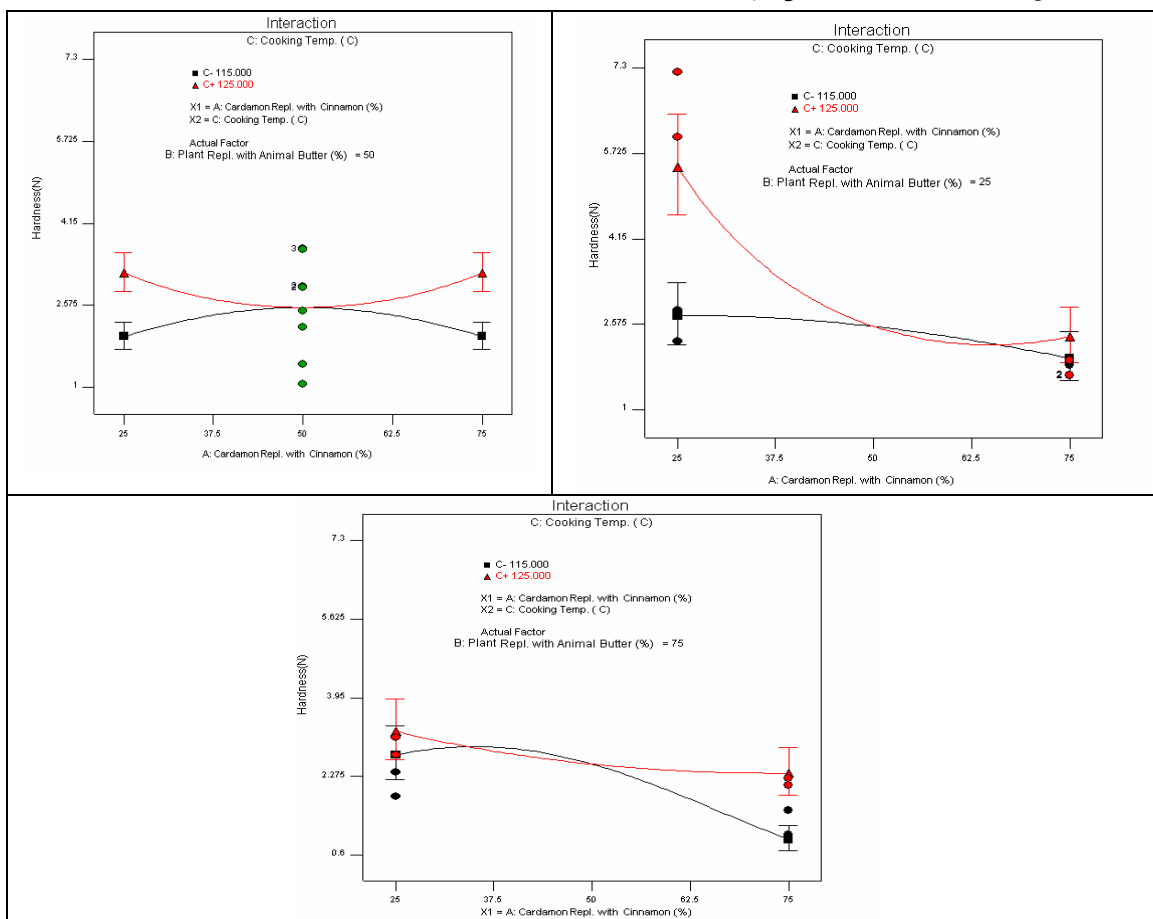 Interaction
C: Cooking Temp. ( C)
7.3
C- 115.000
C+ 125.000
X1 = A: Cardamon Repl. with Cinnamon (%)
X2 = C: Cooking Temp. ( C)
5.725
Actual Factor
B: Plant Repl. with Animal Butter (%) = 50
Hardness(N)
4.15
3
2
2.575
1
25
37.5
50
62.5
75
A: Cardamon Repl. with Cinnamon (%)
Interaction
C: Cooking Temp. ( C)
7.3
C- 115.000
C+ 125.000
X1 = A: Cardamon Repl. with Cinnamon (%)
X2 = C: Cooking Temp. ( C)
5.725
Actual Factor
B: Plant Repl. with Animal Butter (%) = 25
Hardness(N)
4.15
2.575
2
1
25
37.5
50
62.5
75
A: Cardamon Repl. with Cinnamon (%)
Interaction
C: Cooking Temp. ( C)
7.3
C- 115.000
C+ 125.000
X1 = A: Cardamon Repl. with Cinnamon (%)
X2 = C: Cooking Temp. ( C)
5.625
Actual Factor
B: Plant Repl. with Animal Butter (%) = 75
Hardness(N)
3.95
2.275
0.6
25
37.5
50
62.5
75
X1 = A: Cardamon Repl. with Cinnamon (%)